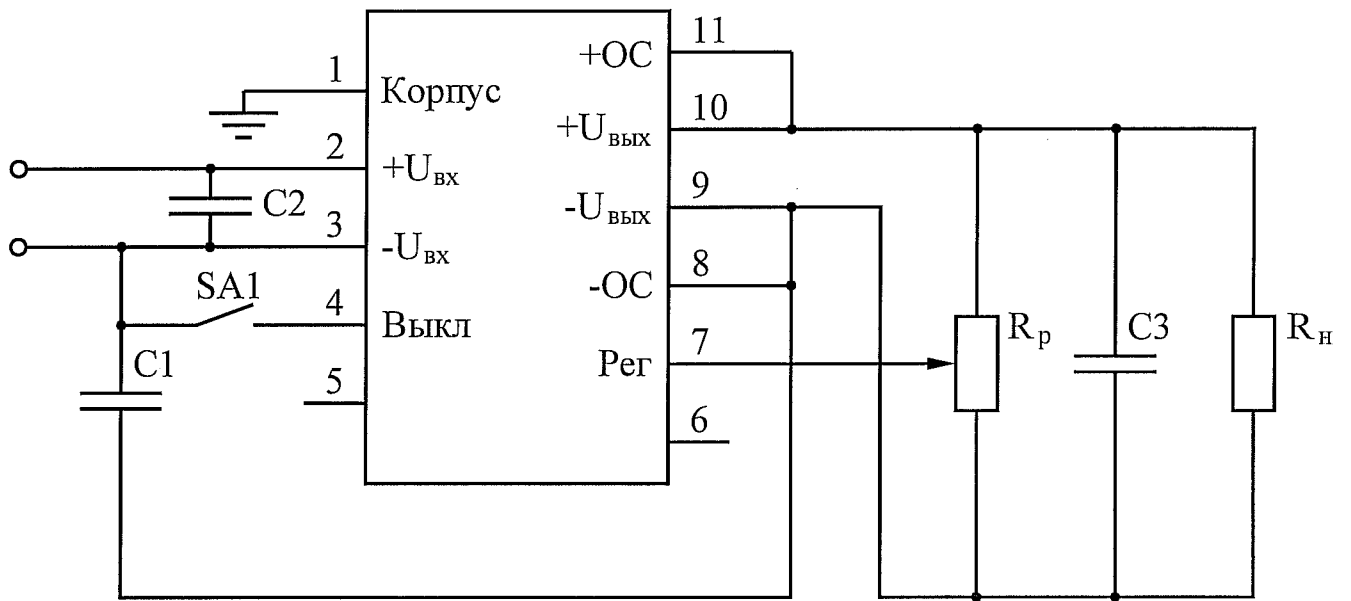 11
+ОС
1
Корпус
10
+Uвых
2
+Uвх
C2
9
-Uвых
3
-Uвх
8
-ОС
SA1
4
Выкл
7
Рег
Rр
C3
Rн
C1
5
6